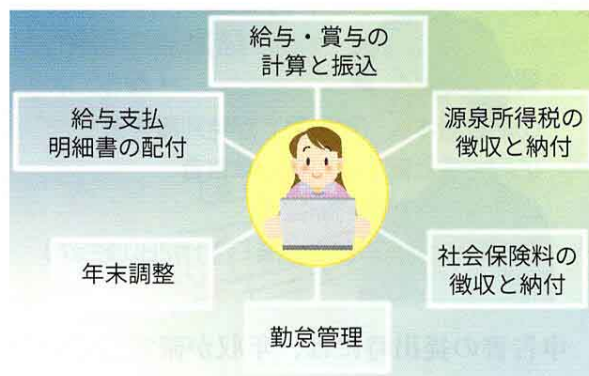 給与・賞与の
計算と振込
給与支払
明細書の配付
源泉所得税の
徴収と納付
年末調整
社会保険料の
徴収と納付
勤怠管理